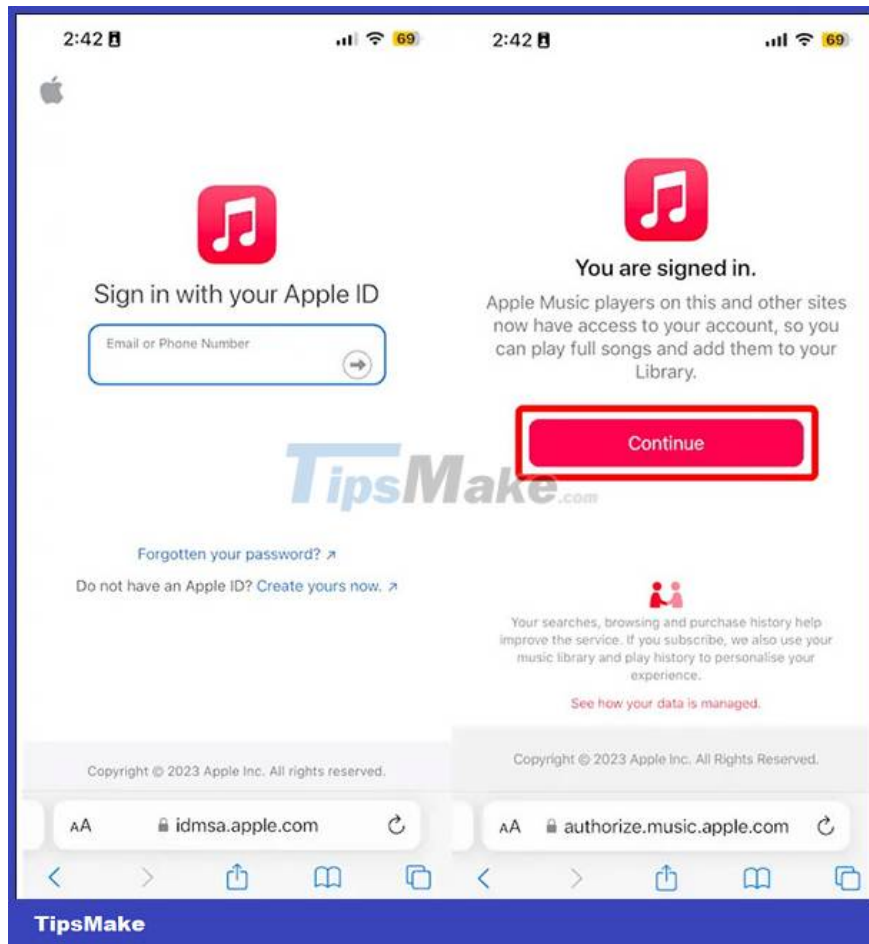 2:42
69
Sign in with your Apple ID
Email or Phone Number
Forgotten your password? ↗
Do not have an Apple ID? Create yours now. ↗
Copyright © 2023 Apple Inc. All rights reserved.
AA idmsa.apple.com
2:42
69
You are signed in.
Apple Music players on this and other sites
now have access to your account, so you
can play full songs and add them to your
Library.
Continue
Your searches, browsing and purchase history help
improve the service. If you subscribe, we also use your
music library and play history to personalise your
experience.
See how your data is managed.
Copyright © 2023 Apple Inc. All Rights Reserved.
AA authorize.music.apple.com
TipsMake.com
TipsMake